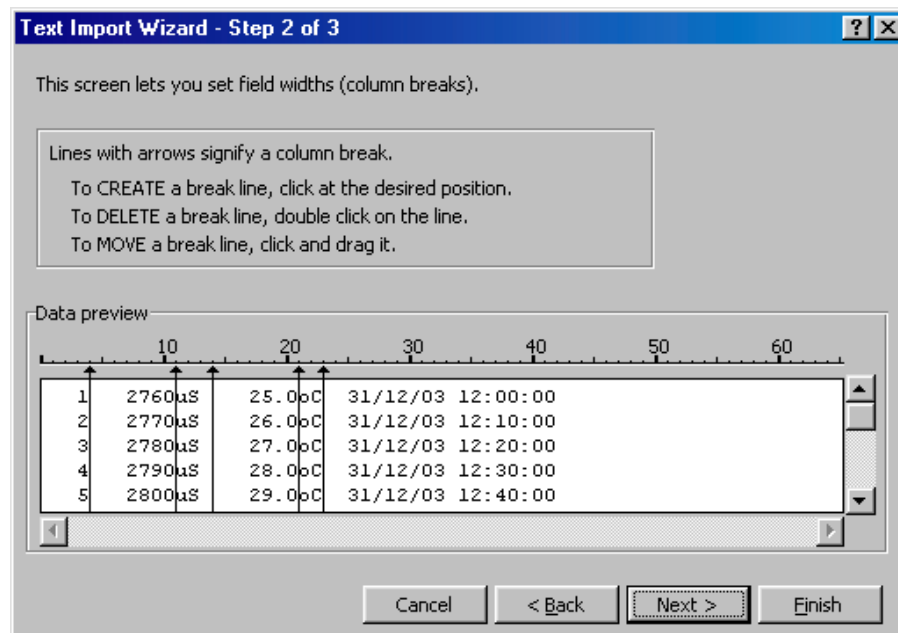 Text Import Wizard - Step 2 of 3
This screen lets you set field widths (column breaks).
Lines with arrows signify a column break.
To CREATE a break line, click at the desired position.
To DELETE a break line, double click on the line.
To MOVE a break line, click and drag it.
Data preview
10 20 30 40 50 60
1 2760uS 25.0oC 31/12/03 12:00:00
2 2770uS 26.0oC 31/12/03 12:10:00
3 2780uS 27.0oC 31/12/03 12:20:00
4 2790uS 28.0oC 31/12/03 12:30:00
5 2800uS 29.0oC 31/12/03 12:40:00
Cancel < Back Next > Finish